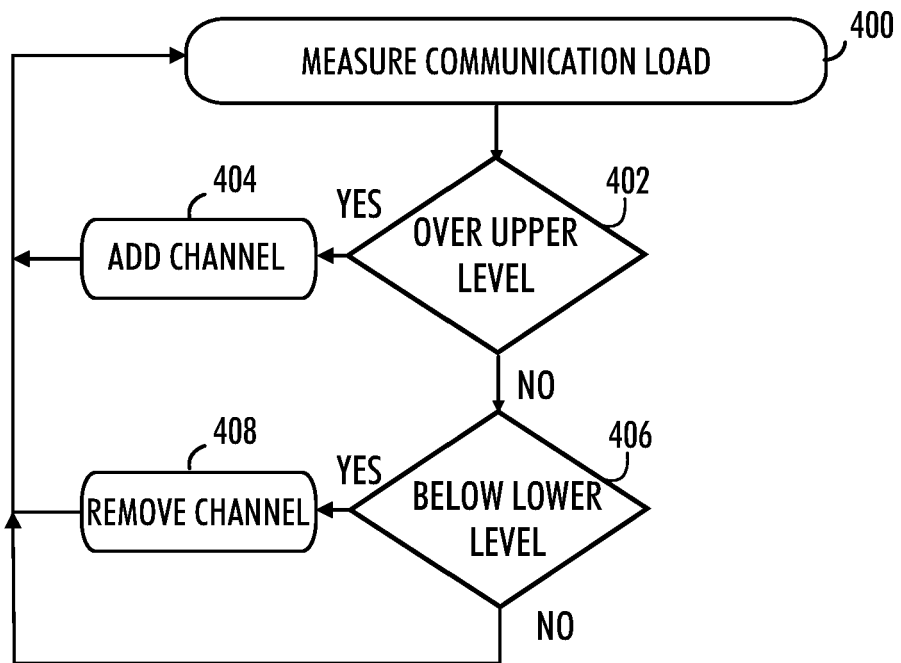 400
MEASURE COMMUNICATION LOAD
404
YES
402
ADD CHANNEL
OVER UPPER
LEVEL
NO
408
YES
406
REMOVE CHANNEL
BELOW LOWER
LEVEL
NO